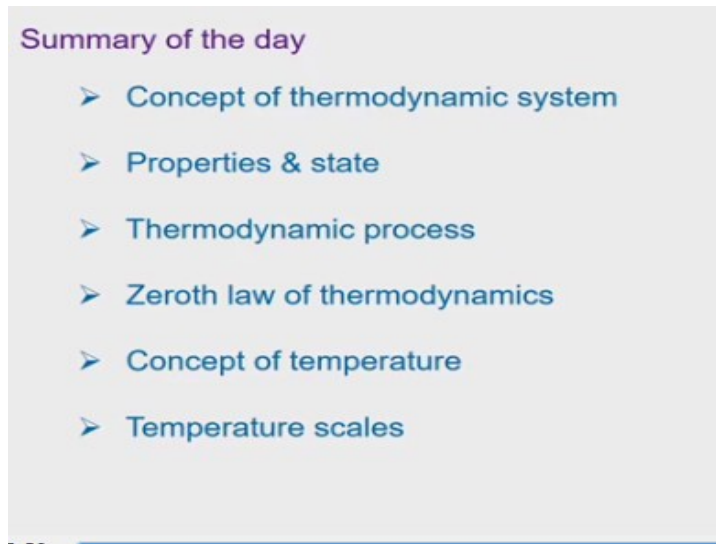 Summary of the day
➢ Concept of thermodynamic system
➢ Properties & state
➢ Thermodynamic process
➢ Zeroth law of thermodynamics
➢ Concept of temperature
➢ Temperature scales